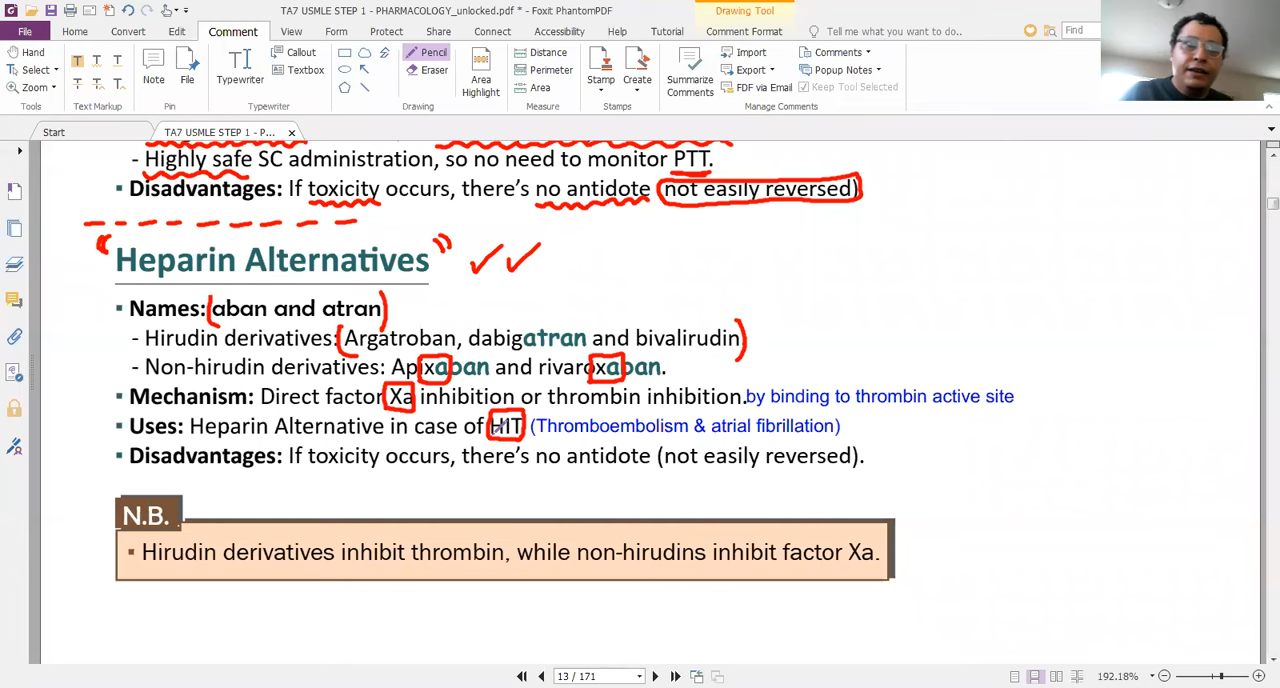 TA7 USMLE STEP 1 - PHARMACOLOGY_unlocked.pdf * - Foxit PhantomPDF
Drawing Tool
File Home Convert Edit Comment View Form Protect Share Connect Accessibility Help Tutorial Comment Format Tell me what you want to do.. Find
Hand
Select
Zoom
Tools
T T T
T T T
Text Markup
Note
File
Pin
Typewriter
Callout
Textbox
Typewriter
Pencil
Eraser
Drawing
Area
Highlight
Distance
Perimeter
Area
Measure
Stamp
Create
Stamps
Summarize
Comments
Import
Export
FDF via Email
Comments
Popup Notes
Keep Tool Selected
Manage Comments
Start
TA7 USMLE STEP 1 - P...
- Highly safe SC administration, so no need to monitor PTT.
▪ Disadvantages: If toxicity occurs, there's no antidote (not easily reversed).
Heparin Alternatives
▪ Names: aban and atran
- Hirudin derivatives: Argatroban, dabigatran and bivalirudin
- Non-hirudin derivatives: Apixaban and rivaroxaban.
▪ Mechanism: Direct factor Xa inhibition or thrombin inhibition. by binding to thrombin active site
▪ Uses: Heparin Alternative in case of HIT (Thromboembolism & atrial fibrillation)
▪ Disadvantages: If toxicity occurs, there's no antidote (not easily reversed).
N.B.
▪ Hirudin derivatives inhibit thrombin, while non-hirudins inhibit factor Xa.
13 / 171
192.18%